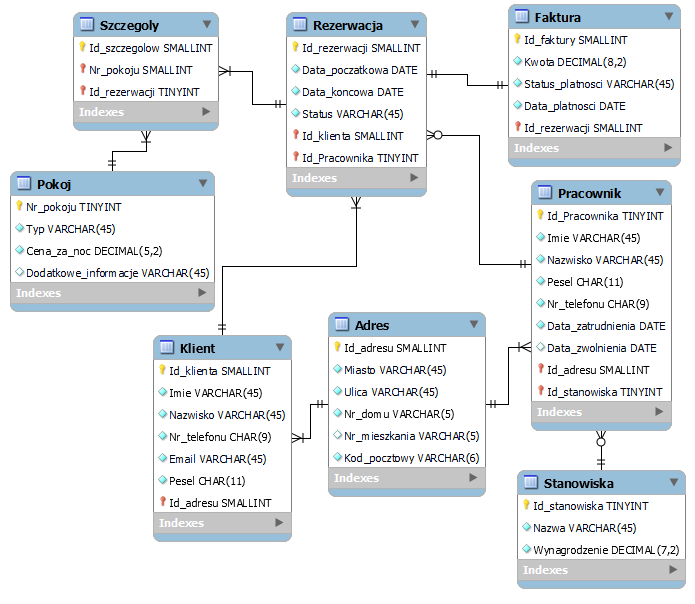 Szczegoly
Id_szczegolow SMALLINT
Nr_pokoju SMALLINT
Id_rezerwacji TINYINT
Indexes
Rezerwacja
Id_rezerwacji SMALLINT
Data_poczatkowa DATE
Data_koncowa DATE
Status VARCHAR(45)
Id_klienta SMALLINT
Id_Pracownika TINYINT
Indexes
Faktura
Id_faktury SMALLINT
Kwota DECIMAL(8,2)
Status_platnosci VARCHAR(45)
Data_platnosci DATE
Id_rezerwacji SMALLINT
Indexes
Pokoj
Nr_pokoju TINYINT
Typ VARCHAR(45)
Cena_za_noc DECIMAL(5,2)
Dodatkowe_informacje VARCHAR(45)
Indexes
Pracownik
Id_Pracownika TINYINT
Imie VARCHAR(45)
Nazwisko VARCHAR(45)
Pesel CHAR(11)
Nr_telefonu CHAR(9)
Data_zatrudnienia DATE
Data_zwolnienia DATE
Id_adresu SMALLINT
Id_stanowiska TINYINT
Indexes
Klient
Id_klienta SMALLINT
Imie VARCHAR(45)
Nazwisko VARCHAR(45)
Nr_telefonu CHAR(9)
Email VARCHAR(45)
Pesel CHAR(11)
Id_adresu SMALLINT
Indexes
Adres
Id_adresu SMALLINT
Miasto VARCHAR(45)
Ulica VARCHAR(45)
Nr_domu VARCHAR(5)
Nr_mieszkania VARCHAR(5)
Kod_pocztowy VARCHAR(6)
Indexes
Stanowiska
Id_stanowiska TINYINT
Nazwa VARCHAR(45)
Wynagrodzenie DECIMAL(7,2)
Indexes